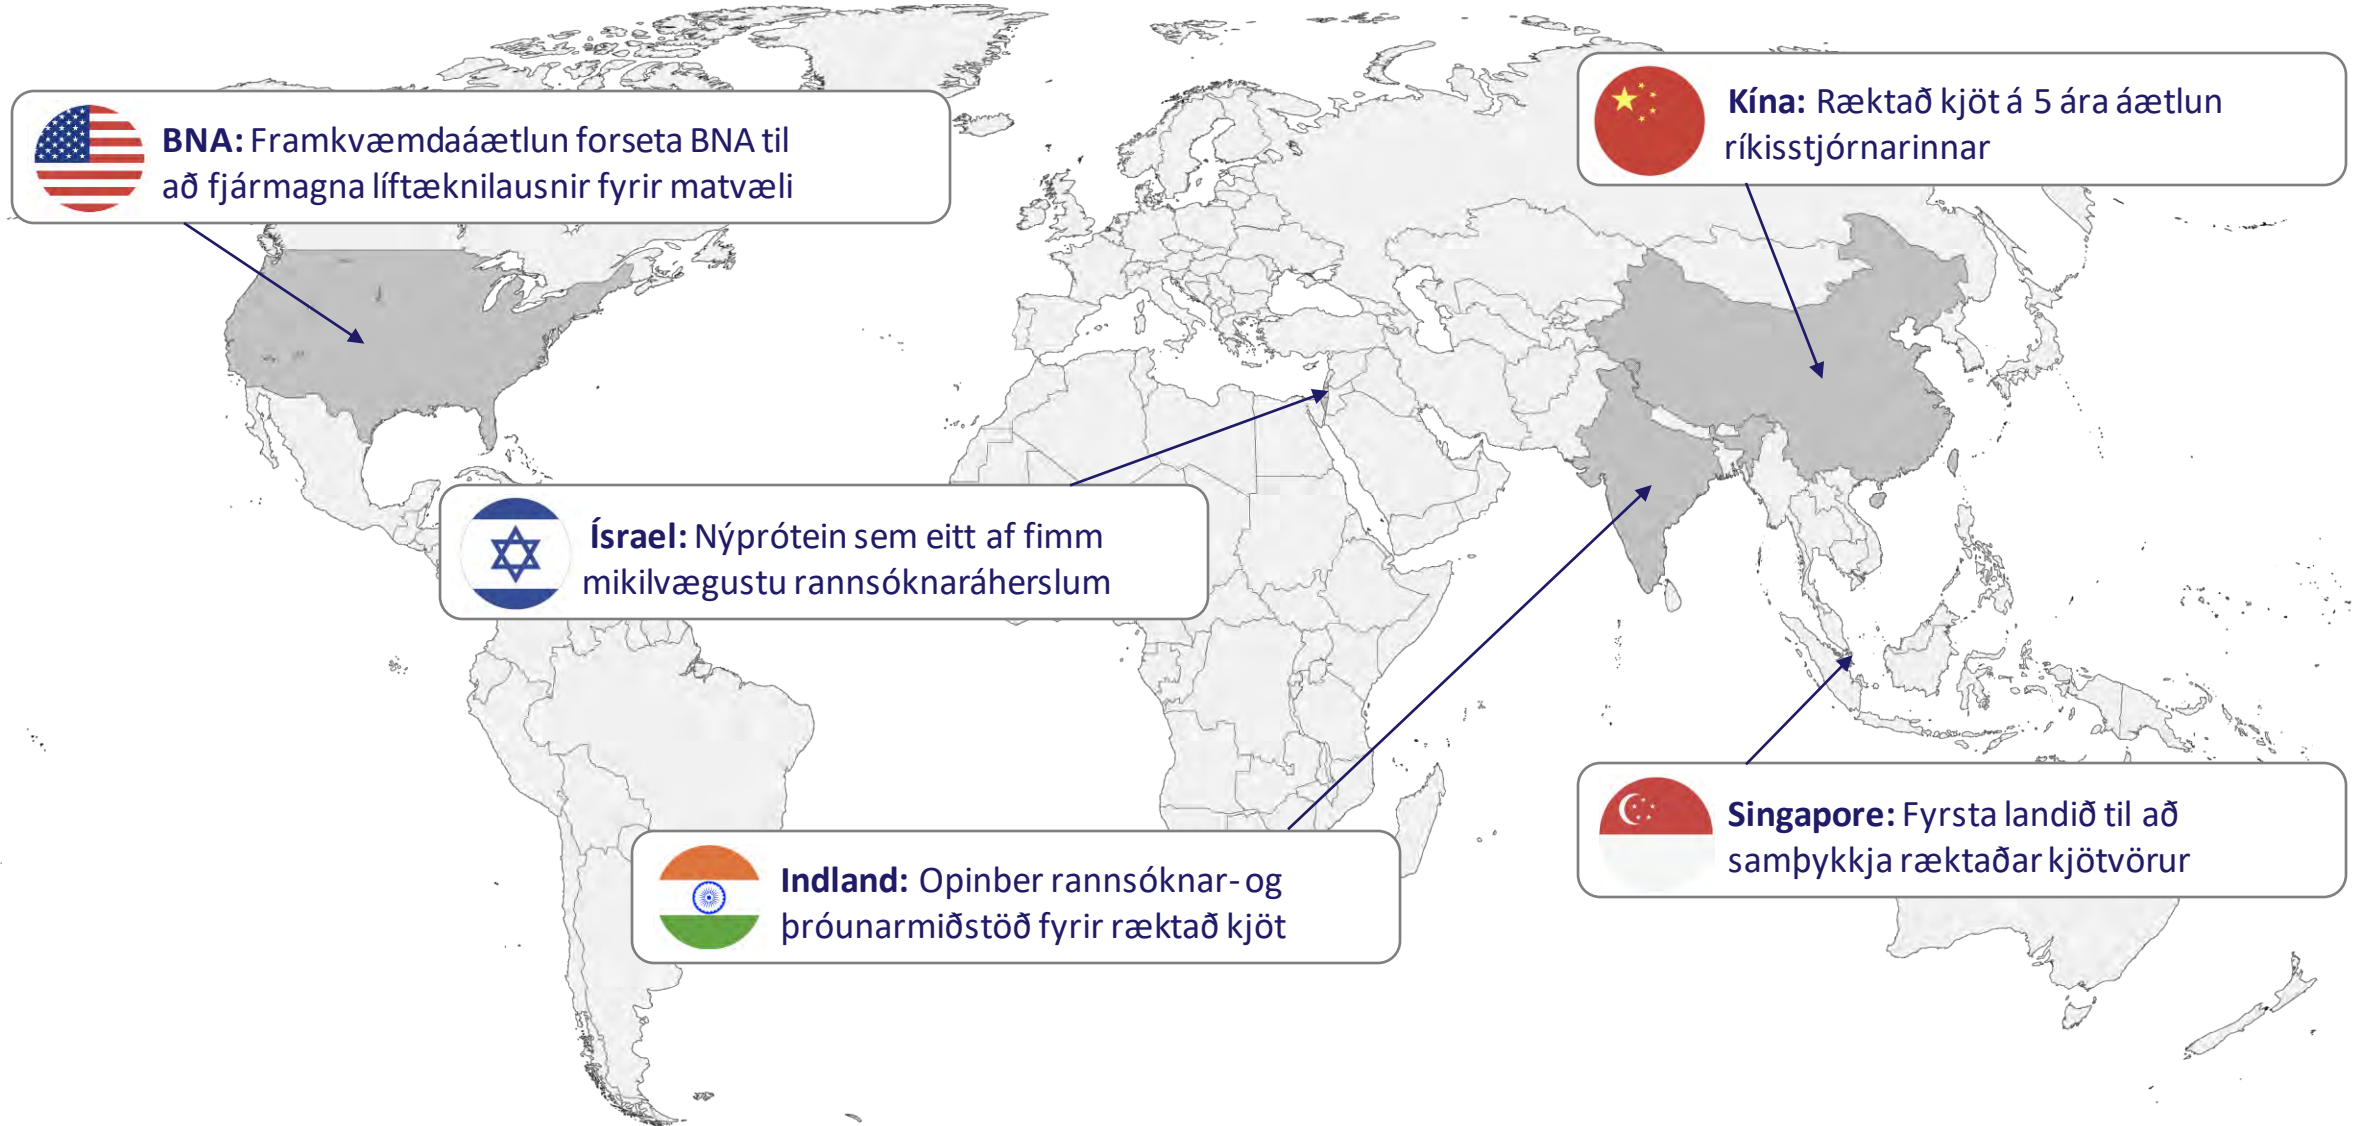 BNA: Framkvæmdaáætlun forseta BNA til
að fjármagna líftæknilausnir fyrir matvæli
Kína: Ræktað kjöt á 5 ára áætlun
ríkisstjórnarinnar
Ísrael: Nýprótein sem eitt af fimm
mikilvægustu rannsóknaráherslum
Indland: Opinber rannsóknar- og
þróunarmiðstöð fyrir ræktað kjöt
Singapore: Fyrsta landið til að
samþykkja ræktaðar kjötvörur